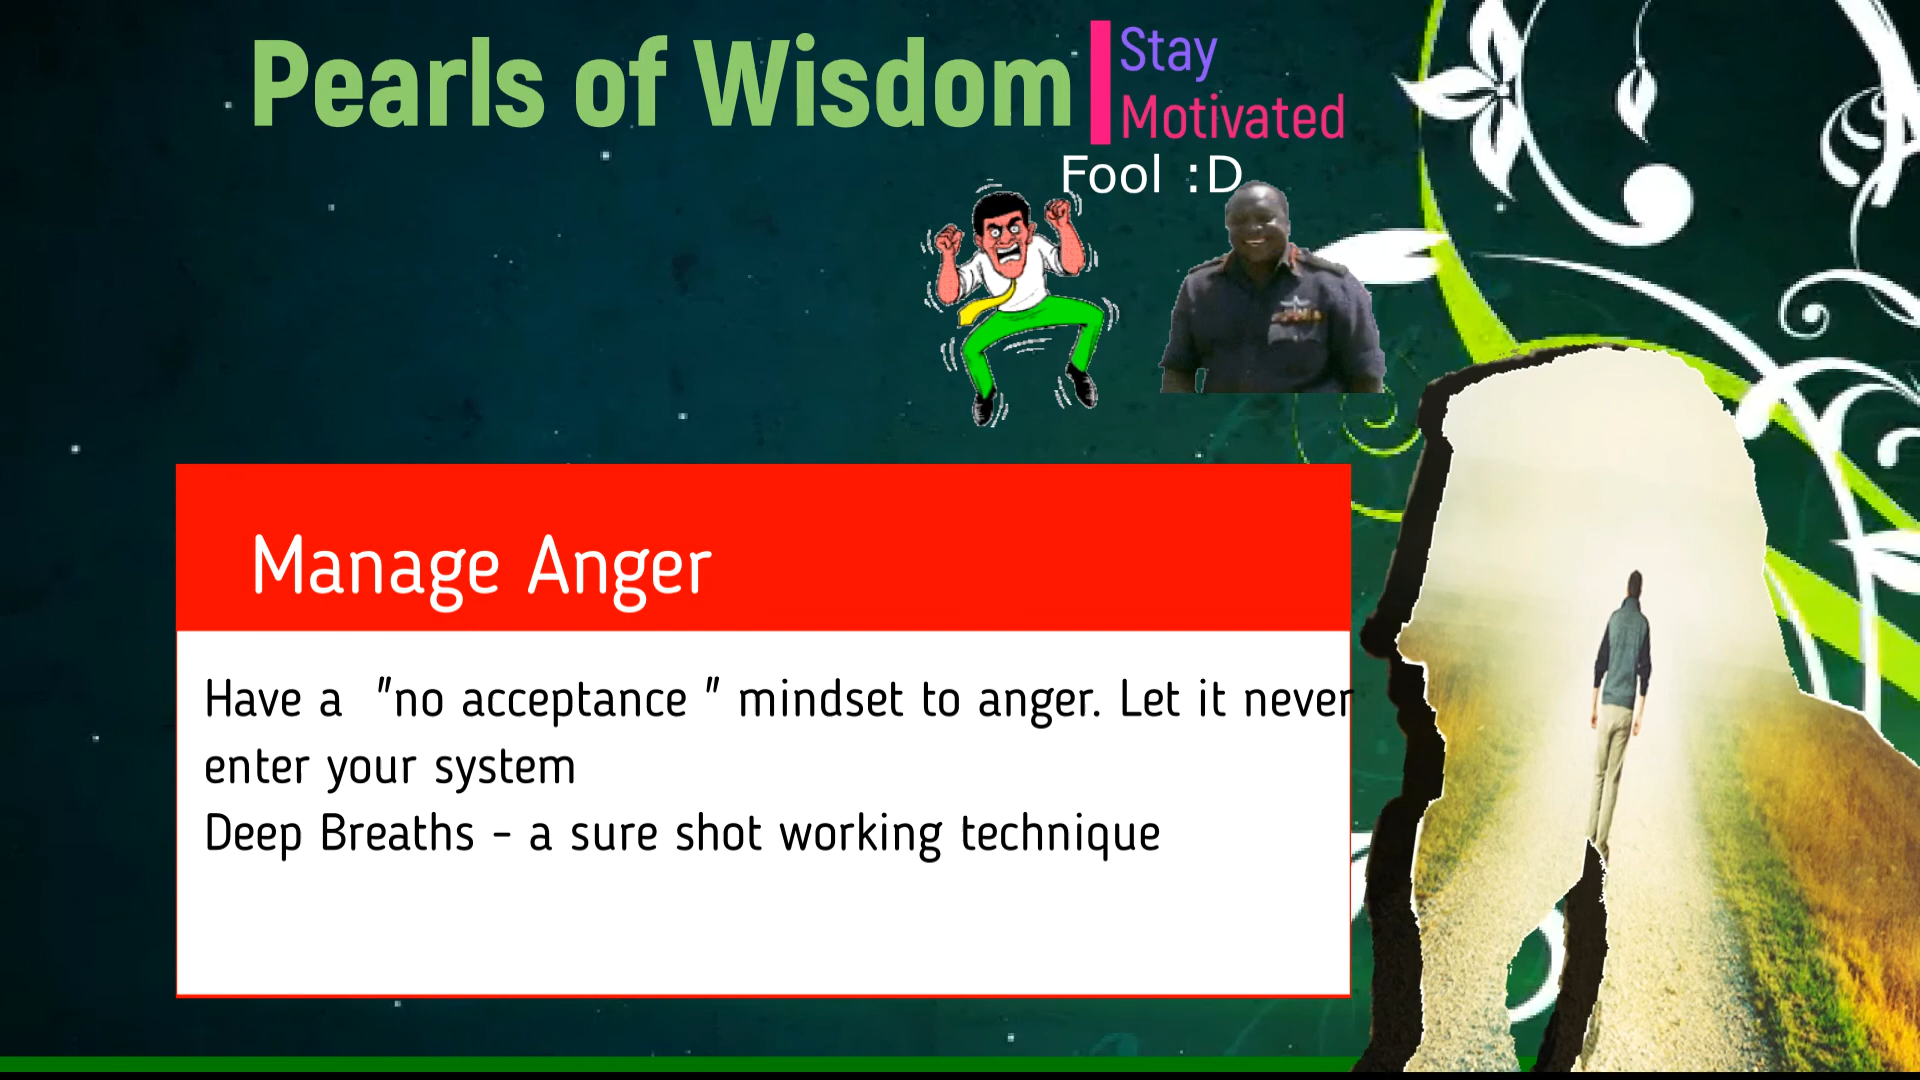 Pearls of Wisdom
Stay
Motivated
Fool :D
Manage Anger
Have a  "no acceptance " mindset to anger. Let it never
enter your system
Deep Breaths - a sure shot working technique